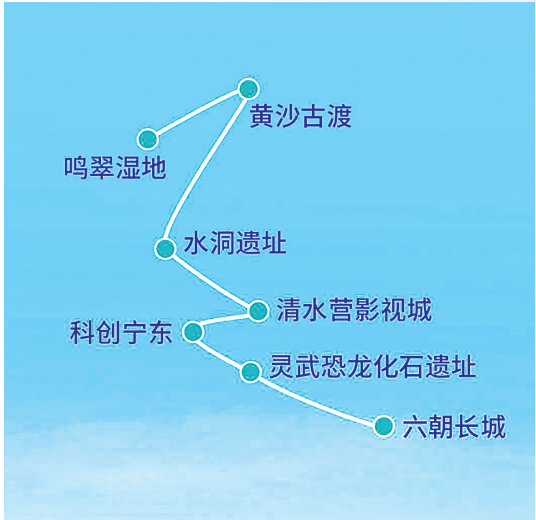 黄沙古渡
鸣翠湿地
水洞遗址
清水营影视城
科创宁东
灵武恐龙化石遗址
六朝长城